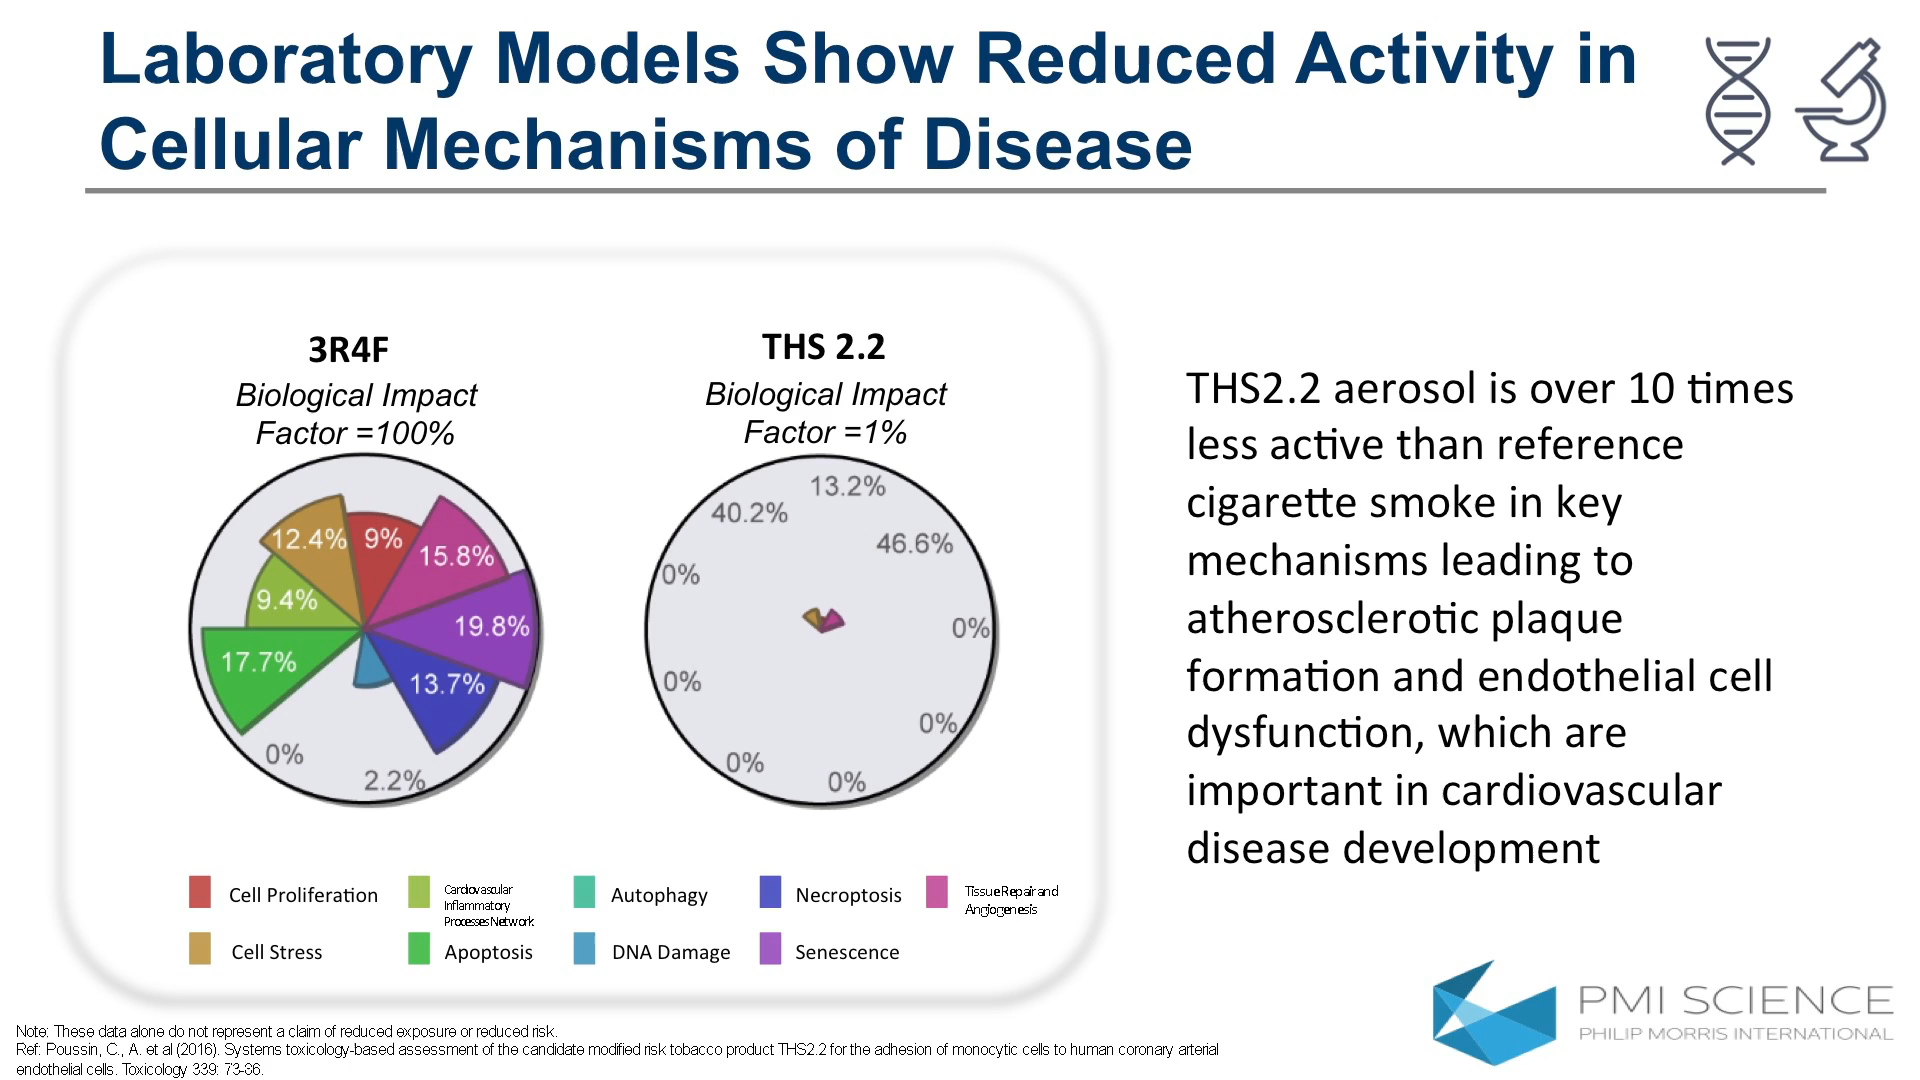 Laboratory Models Show Reduced Activity in
Cellular Mechanisms of Disease
3R4F
Biological Impact
Factor =100%
12.4%
9%
15.8%
9.4%
19.8%
17.7%
13.7%
0%
2.2%
THS 2.2
Biological Impact
Factor =1%
13.2%
40.2%
46.6%
0%
0%
0%
0%
0%
0%
THS2.2 aerosol is over 10 times
less active than reference
cigarette smoke in key
mechanisms leading to
atherosclerotic plaque
formation and endothelial cell
dysfunction, which are
important in cardiovascular
disease development
Cell Proliferation
Cardiovascular
Inflammatory
Processes Network
Autophagy
Necroptosis
Tissue Repair and
Angiogenesis
Cell Stress
Apoptosis
DNA Damage
Senescence
PMI SCIENCE
PHILIP MORRIS INTERNATIONAL
Note: These data alone do not represent a claim of reduced exposure or reduced risk.
Ref: Poussin, C., A. et al (2016). Systems toxicology-based assessment of the candidate modified risk tobacco product THS2.2 for the adhesion of monocytic cells to human coronary arterial
endothelial cells. Toxicology 339: 73-86.